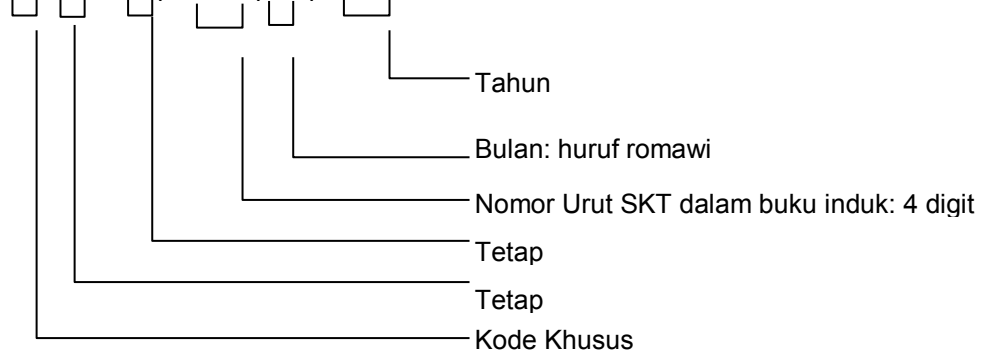 Tahun
Bulan: huruf romawi
Nomor Urut SKT dalam buku induk: 4 digit
Tetap
Tetap
Kode Khusus